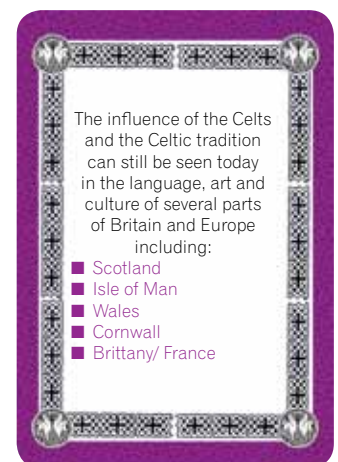 The influence of the Celts
and the Celtic tradition
can still be seen today
in the language, art and
culture of several parts
of Britain and Europe
including:
■ Scotland
■ Isle of Man
■ Wales
■ Cornwall
■ Brittany/ France